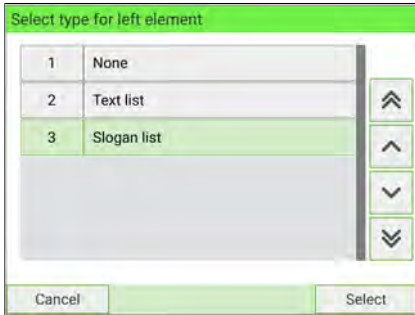 Select type for left element
1 None
2 Text list
3 Slogan list
Cancel Select